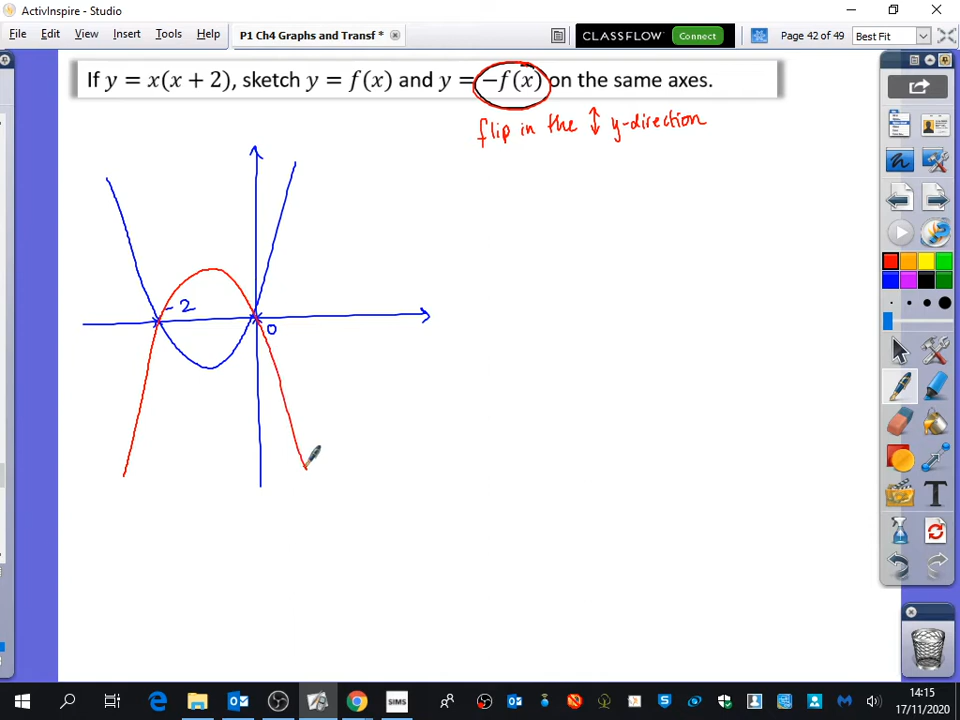 ActivInspire - Studio
File Edit View Insert Tools Help
P1 Ch4 Graphs and Transf *
CLASSFLOW
Connect
Page 42 of 49
Best Fit
If y = x(x + 2), sketch y = f(x) and y = −f(x) on the same axes.
flip in the ↕ y-direction
-2
0
T
SIMS
14:15
17/11/2020